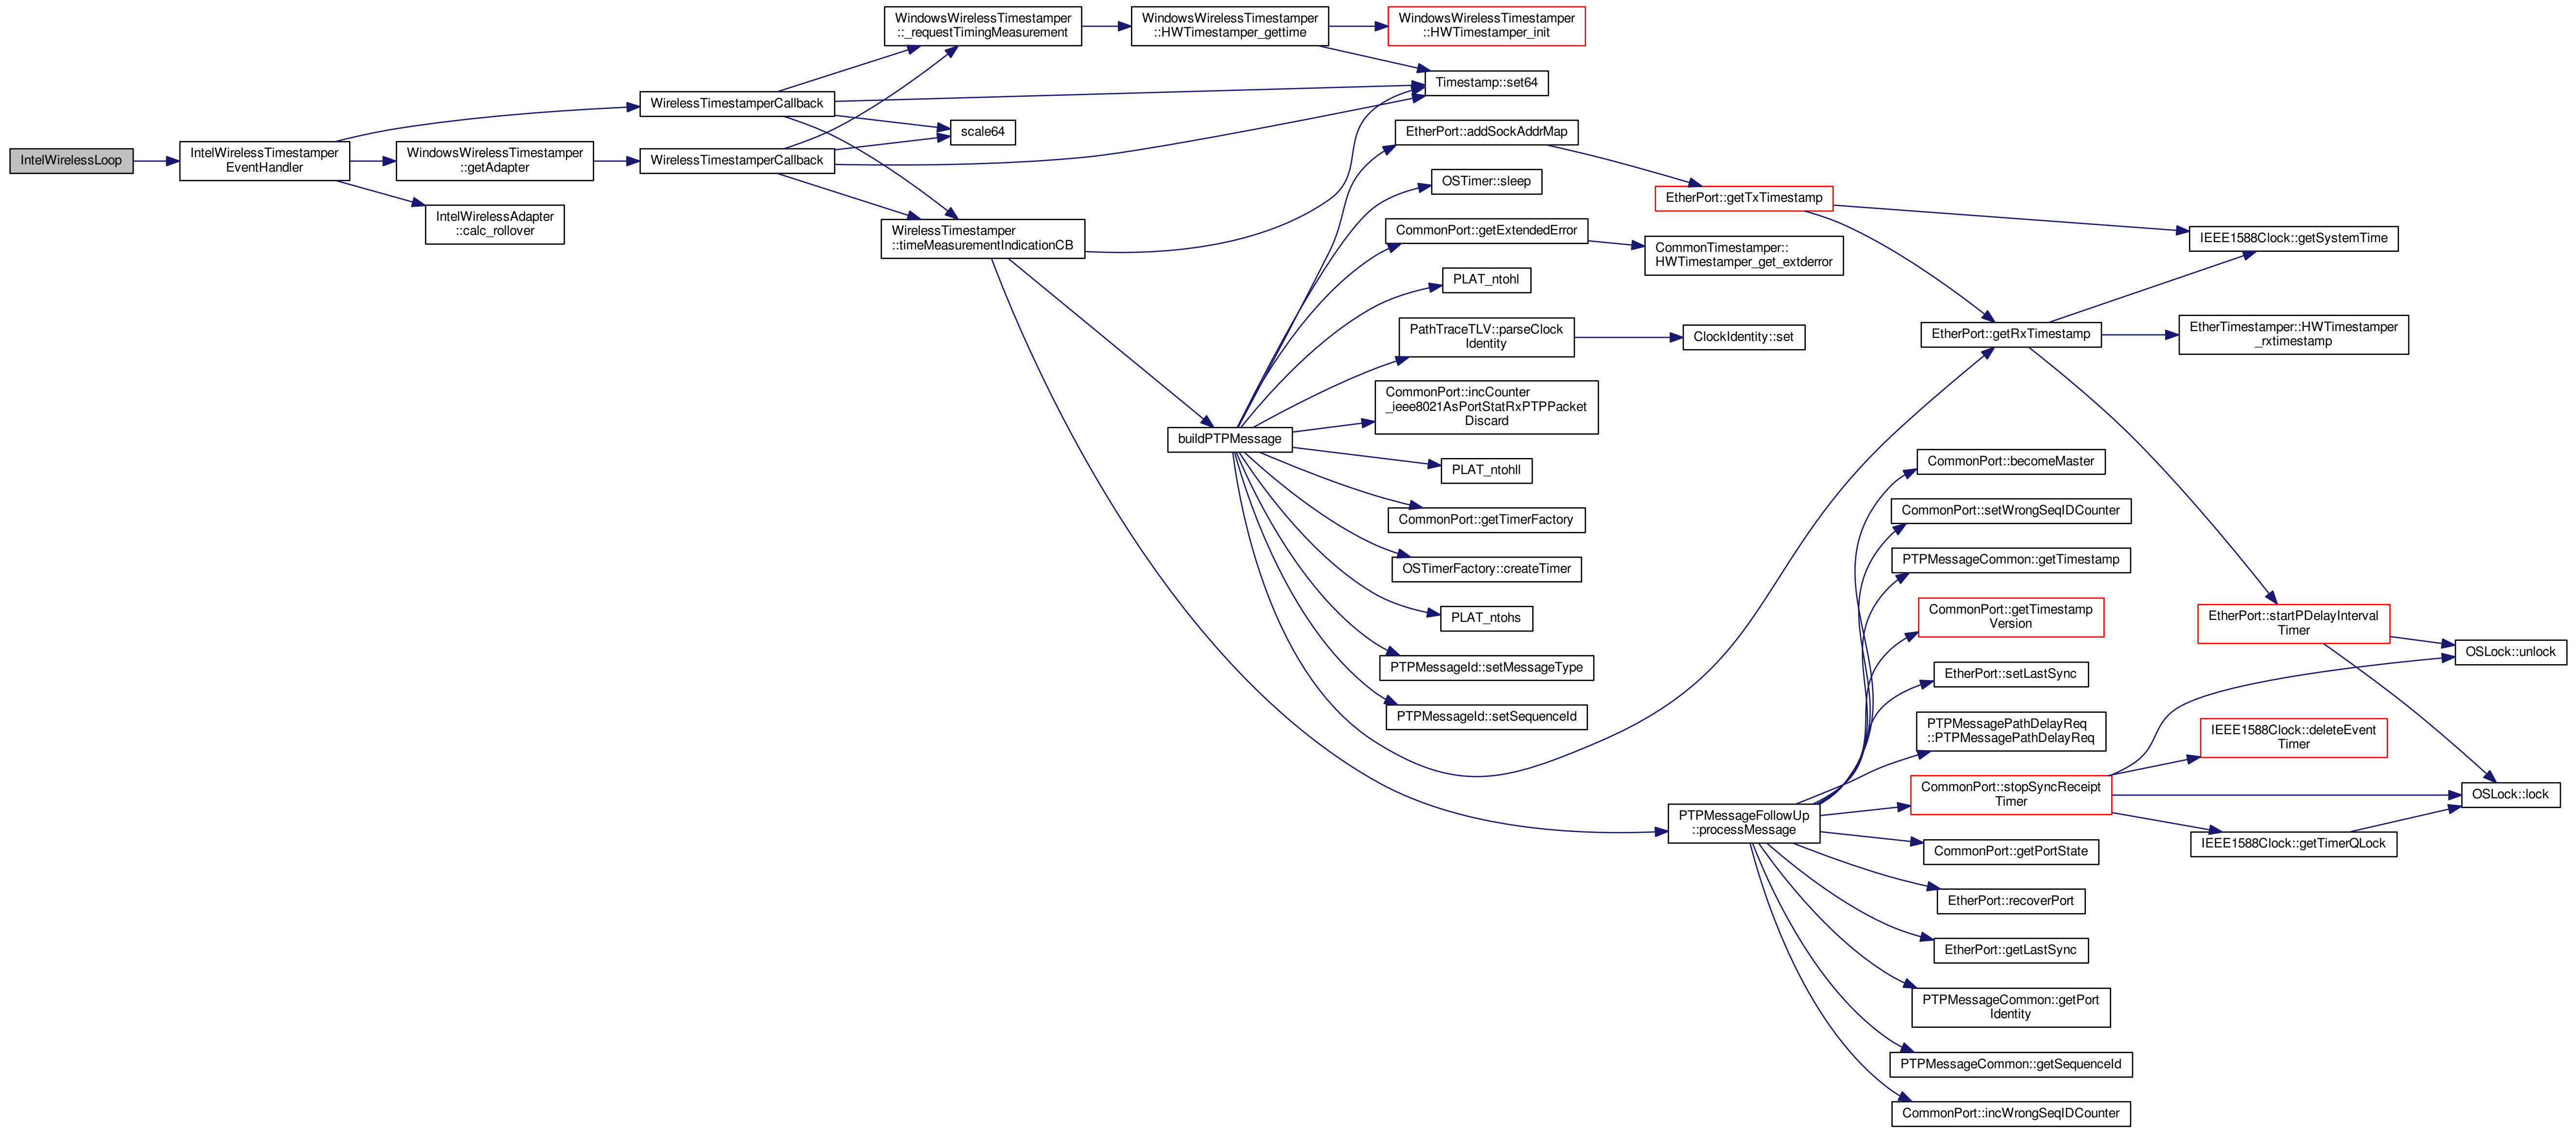 IntelWirelessLoop
IntelWirelessTimestamper
EventHandler
WirelessTimestamperCallback
WindowsWirelessTimestamper
::getAdapter
IntelWirelessAdapter
::calc_rollover
WirelessTimestamperCallback
WindowsWirelessTimestamper
::_requestTimingMeasurement
scale64
WirelessTimestamper
::timeMeasurementIndicationCB
WindowsWirelessTimestamper
::HWTimestamper_gettime
WindowsWirelessTimestamper
::HWTimestamper_init
Timestamp::set64
buildPTPMessage
EtherPort::addSockAddrMap
OSTimer::sleep
CommonPort::getExtendedError
PLAT_ntohl
PathTraceTLV::parseClock
Identity
CommonPort::incCounter
_ieee8021AsPortStatRxPTPPacket
Discard
PLAT_ntohll
CommonPort::getTimerFactory
OSTimerFactory::createTimer
PLAT_ntohs
PTPMessageId::setMessageType
PTPMessageId::setSequenceId
EtherPort::getTxTimestamp
CommonTimestamper::
HWTimestamper_get_extderror
ClockIdentity::set
PTPMessageFollowUp
::processMessage
EtherPort::getRxTimestamp
CommonPort::becomeMaster
CommonPort::setWrongSeqIDCounter
PTPMessageCommon::getTimestamp
CommonPort::getTimestamp
Version
EtherPort::setLastSync
PTPMessagePathDelayReq
::PTPMessagePathDelayReq
CommonPort::stopSyncReceipt
Timer
CommonPort::getPortState
EtherPort::recoverPort
EtherPort::getLastSync
PTPMessageCommon::getPort
Identity
PTPMessageCommon::getSequenceId
CommonPort::incWrongSeqIDCounter
IEEE1588Clock::getSystemTime
EtherTimestamper::HWTimestamper
_rxtimestamp
EtherPort::startPDelayInterval
Timer
IEEE1588Clock::deleteEvent
Timer
IEEE1588Clock::getTimerQLock
OSLock::unlock
OSLock::lock